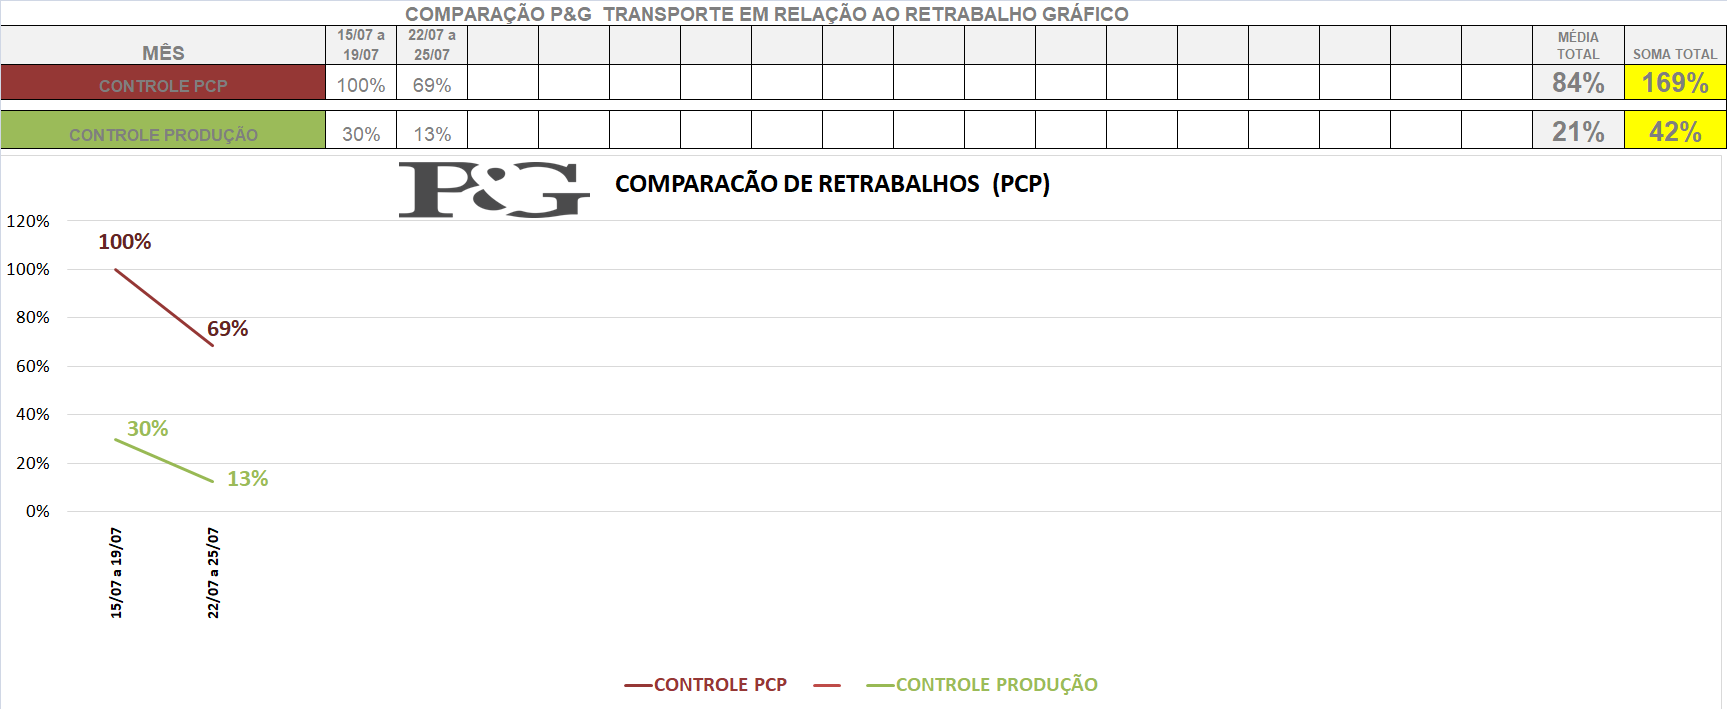 COMPARAÇÃO P&G  TRANSPORTE EM RELAÇÃO AO RETRABALHO GRÁFICO
MÊS
15/07 a
19/07
22/07 a
25/07
MÉDIA
TOTAL
SOMA TOTAL
CONTROLE PCP 100% 69% 84% 169%
CONTROLE PRODUÇÃO 30% 13% 21% 42%
P&G
COMPARACÃO DE RETRABALHOS  (PCP)
120%
100%
80%
60%
40%
20%
0%
100%
69%
30%
13%
15/07 a 19/07
22/07 a 25/07
CONTROLE PCP
CONTROLE PRODUÇÃO